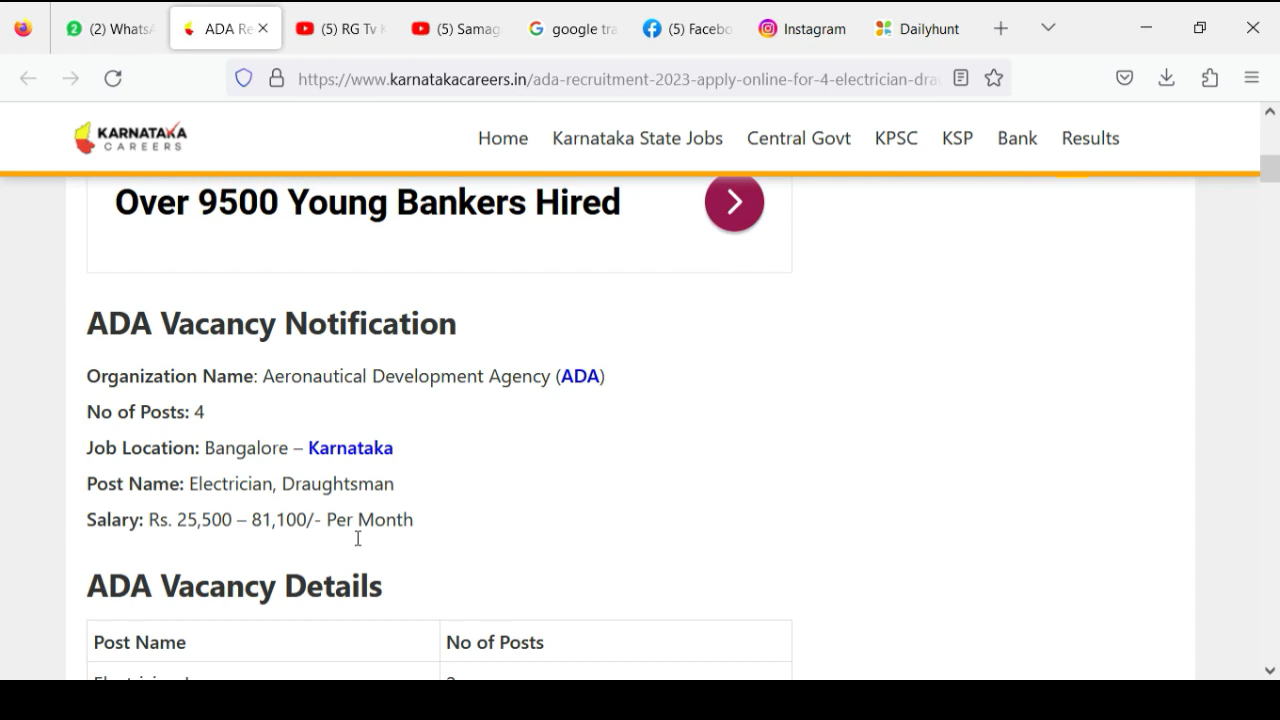 (2) Whats
ADA Re
(5) RG Tv
(5) Samag
google tra
(5) Facebo
Instagram
Dailyhunt
https://www.karnatakacareers.in/ada-recruitment-2023-apply-online-for-4-electrician-dra
KARNATAKA
CAREERS
Home
Karnataka State Jobs
Central Govt
KPSC
KSP
Bank
Results
Over 9500 Young Bankers Hired
ADA Vacancy Notification
Organization Name: Aeronautical Development Agency (ADA)
No of Posts: 4
Job Location: Bangalore – Karnataka
Post Name: Electrician, Draughtsman
Salary: Rs. 25,500 – 81,100/- Per Month
ADA Vacancy Details
Post Name
No of Posts